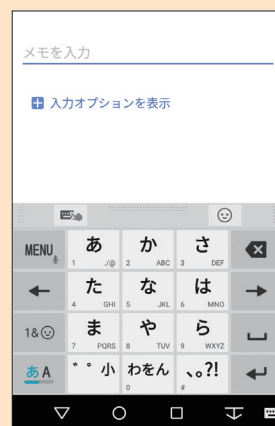 メモを入力
入力オプションを表示
MENU あ 1 ./@ か 2 ABC さ 3 DEF
た 4 GHI な 5 JKL は 6 MNO
1&☺ ま 7 PQRS や 8 TUV ら 9 WXYZ
あA ゛゜小 わをん 0 、。?! #